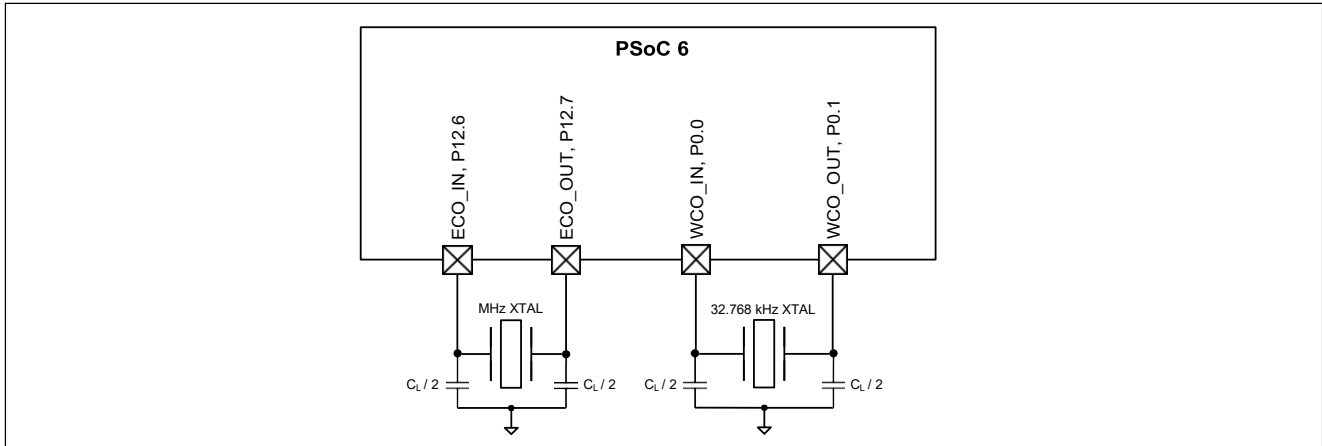 PSoC 6
ECO_IN, P12.6
ECO_OUT, P12.7
WCO_IN, P0.0
WCO_OUT, P0.1
MHz XTAL
32.768 kHz XTAL
CL / 2
CL / 2
CL / 2
CL / 2